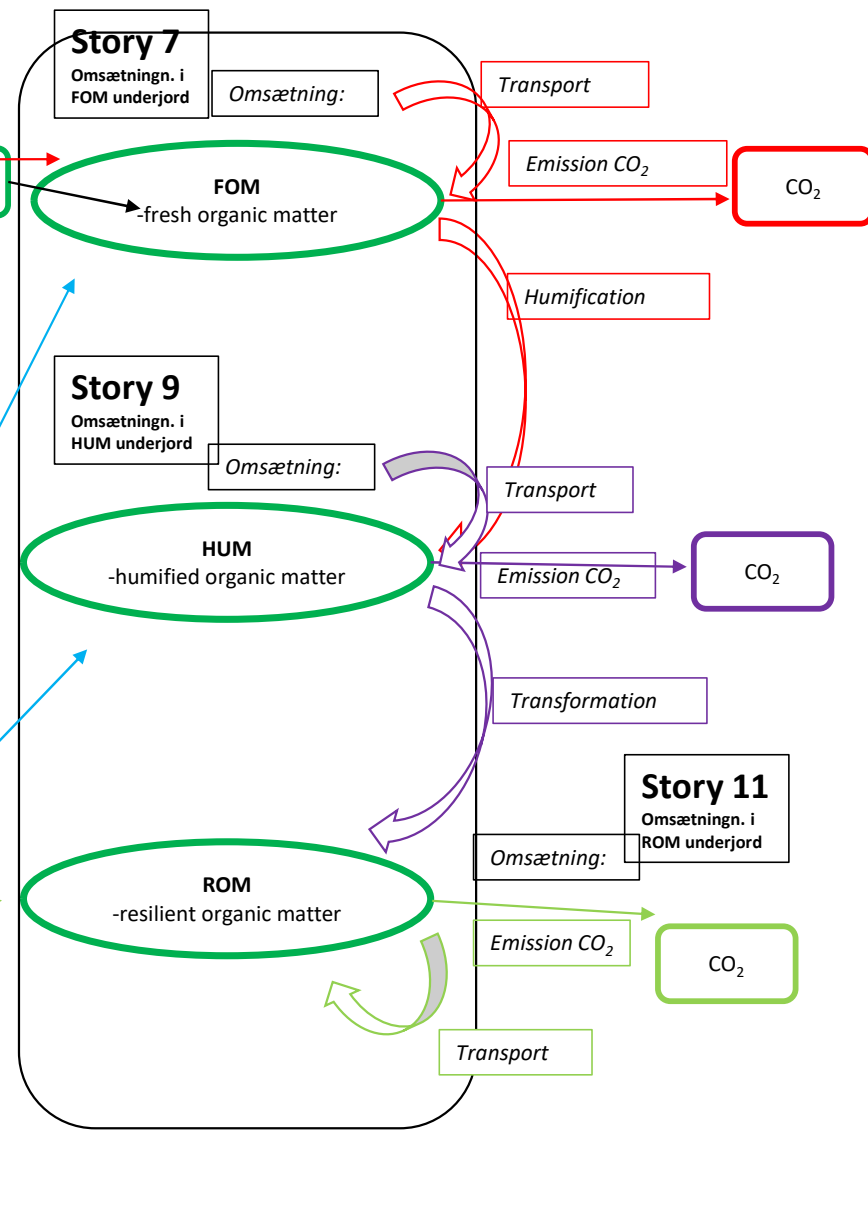 Story 7
Omsætningn. i
FOM underjord
Omsætning:
Transport
Emission CO₂
CO₂
FOM
-fresh organic matter
Humification
Story 9
Omsætningn. i
HUM underjord
Omsætning:
Transport
HUM
-humified organic matter
Emission CO₂
CO₂
Transformation
Story 11
Omsætningn. i
ROM underjord
Omsætning:
ROM
-resilient organic matter
Emission CO₂
CO₂
Transport